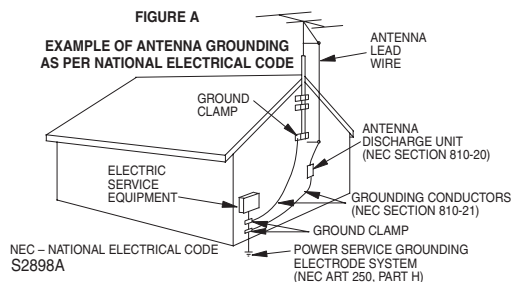 FIGURE A
EXAMPLE OF ANTENNA GROUNDING
AS PER NATIONAL ELECTRICAL CODE
ANTENNA
LEAD
WIRE
GROUND
CLAMP
ANTENNA
DISCHARGE UNIT
(NEC SECTION 810-20)
ELECTRIC
SERVICE
EQUIPMENT
GROUNDING CONDUCTORS
(NEC SECTION 810-21)
GROUND CLAMP
NEC – NATIONAL ELECTRICAL CODE
S2898A
POWER SERVICE GROUNDING
ELECTRODE SYSTEM
(NEC ART 250, PART H)